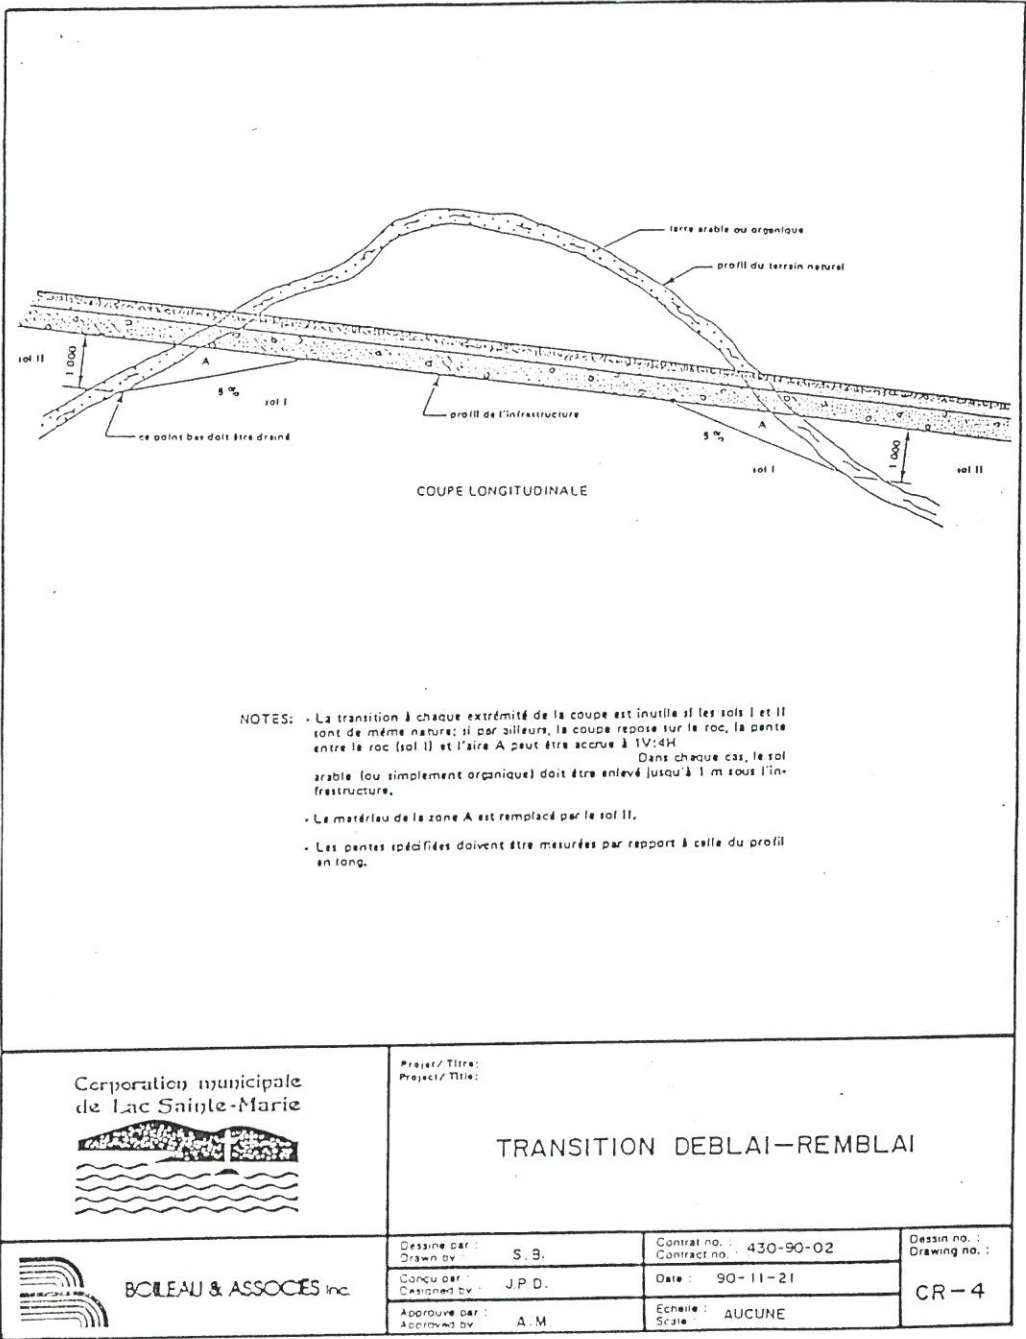 terre arable ou organique
profil du terrain naturel
sol II
1 000
A
5 %
sol I
profil de l'infrastructure
ce point bas doit être drainé
A
5 %
sol I
1 000
sol II
COUPE LONGITUDINALE
NOTES: - La transition à chaque extrémité de la coupe est inutile si les sols I et II
sont de même nature; si par ailleurs, la coupe repose sur le roc, la pente
entre le roc (sol I) et l'aire A peut être accrue à 1V:4H
Dans chaque cas, le sol
arable (ou simplement organique) doit être enlevé jusqu'à 1 m sous l'in-
frastructure.
- Le matériau de la zone A est remplacé par le sol II.
- Les pentes spécifiées doivent être mesurées par rapport à celle du profil
en long.
Corporation municipale
de Lac Sainte-Marie
Projet/ Titre:
Project/ Title:
TRANSITION DEBLAI-REMBLAI
BOILEAU & ASSOCIÉS Inc.
Dessiné par :
Drawn by :
S.B.
Contrat no. :
Contract no. :
430-90-02
Dessin no. :
Drawing no. :
Conçu par :
Designed by :
J.P.D.
Date : 90-11-21
CR-4
Approuvé par :
Approved by
A.M.
Echelle :
Scale :
AUCUNE